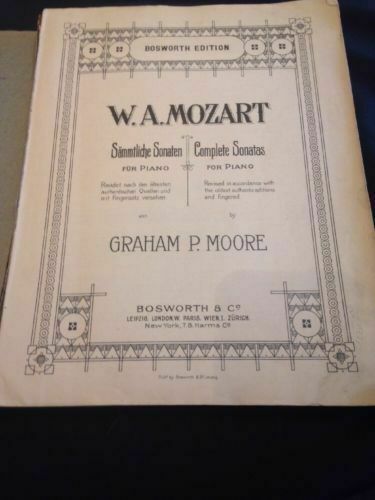 BOSWORTH EDITION
W. A. MOZART
Sämmtliche Sonaten
FÜR PIANO
Revidiert nach den ältesten
authentischen Quellen und
mit Fingersatz versehen
von
Complete Sonatas
FOR PIANO
Revised in accordance with
the oldest authentic editions
and fingered
by
GRAHAM P. MOORE
BOSWORTH & Co
LEIPZIG. LONDON.W. PARIS. WIEN.I. ZÜRICH.
New York, T.B. Harms Co